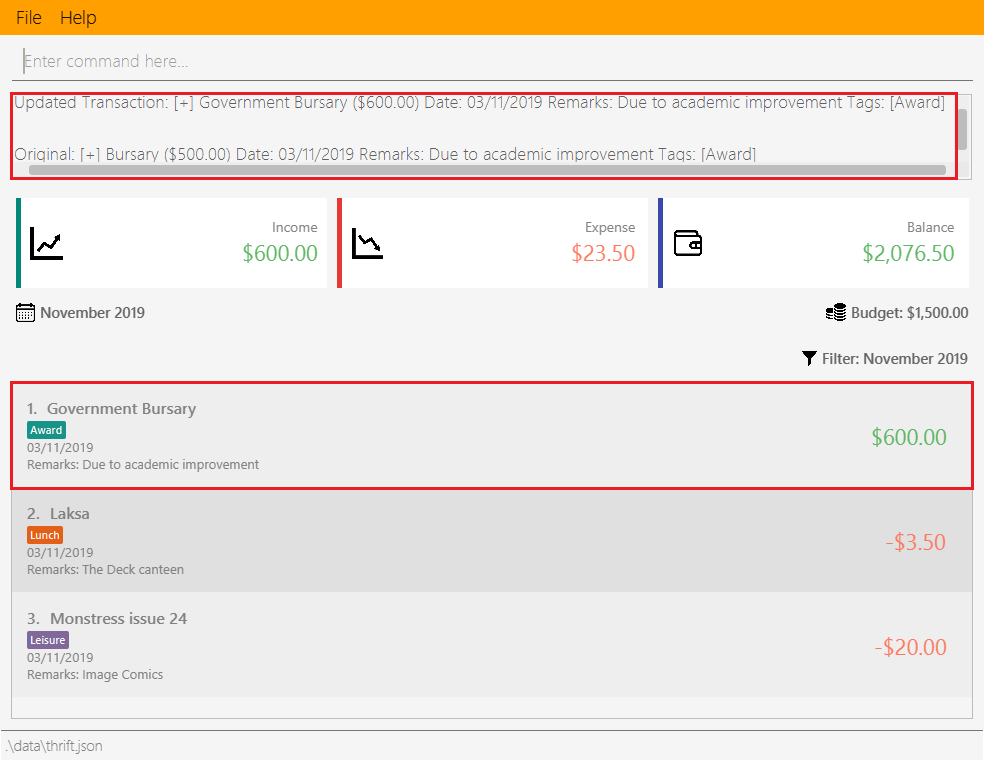 File Help
Enter command here...
Updated Transaction: [+] Government Bursary ($600.00) Date: 03/11/2019 Remarks: Due to academic improvement Tags: [Award]
Original: [+] Bursary ($500.00) Date: 03/11/2019 Remarks: Due to academic improvement Tags: [Award]
Income
$600.00
Expense
$23.50
Balance
$2,076.50
November 2019
Budget: $1,500.00
Filter: November 2019
1. Government Bursary
Award
03/11/2019
Remarks: Due to academic improvement
$600.00
2. Laksa
Lunch
03/11/2019
Remarks: The Deck canteen
-$3.50
3. Monstress issue 24
Leisure
03/11/2019
Remarks: Image Comics
-$20.00
.\data\thrift.json